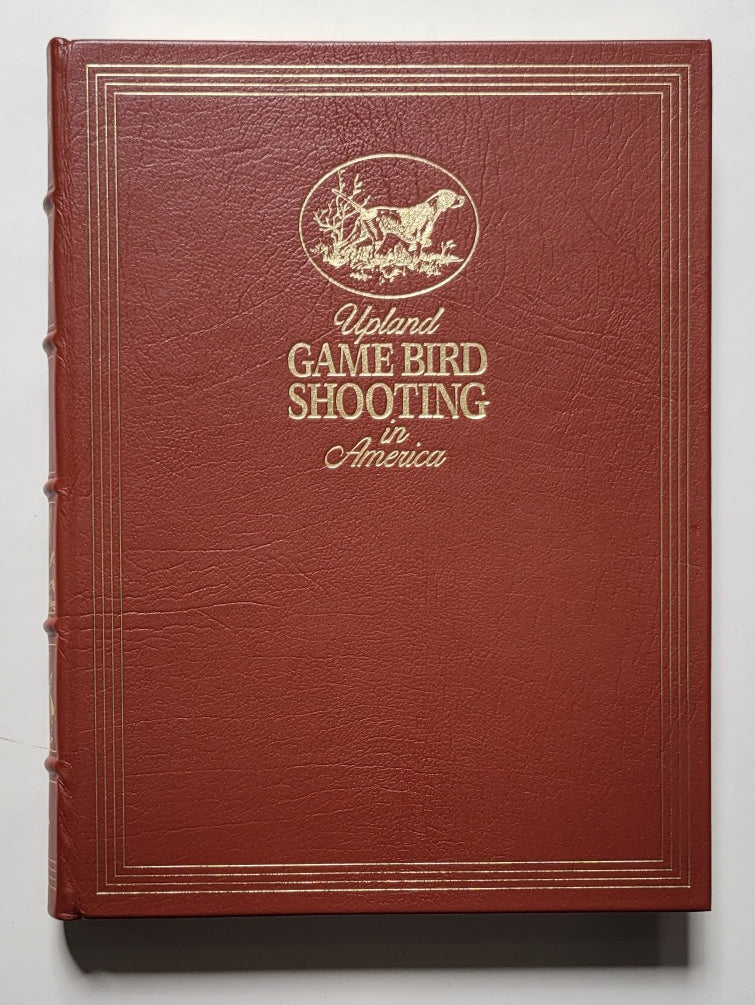 Upland
GAME BIRD
SHOOTING
in
America